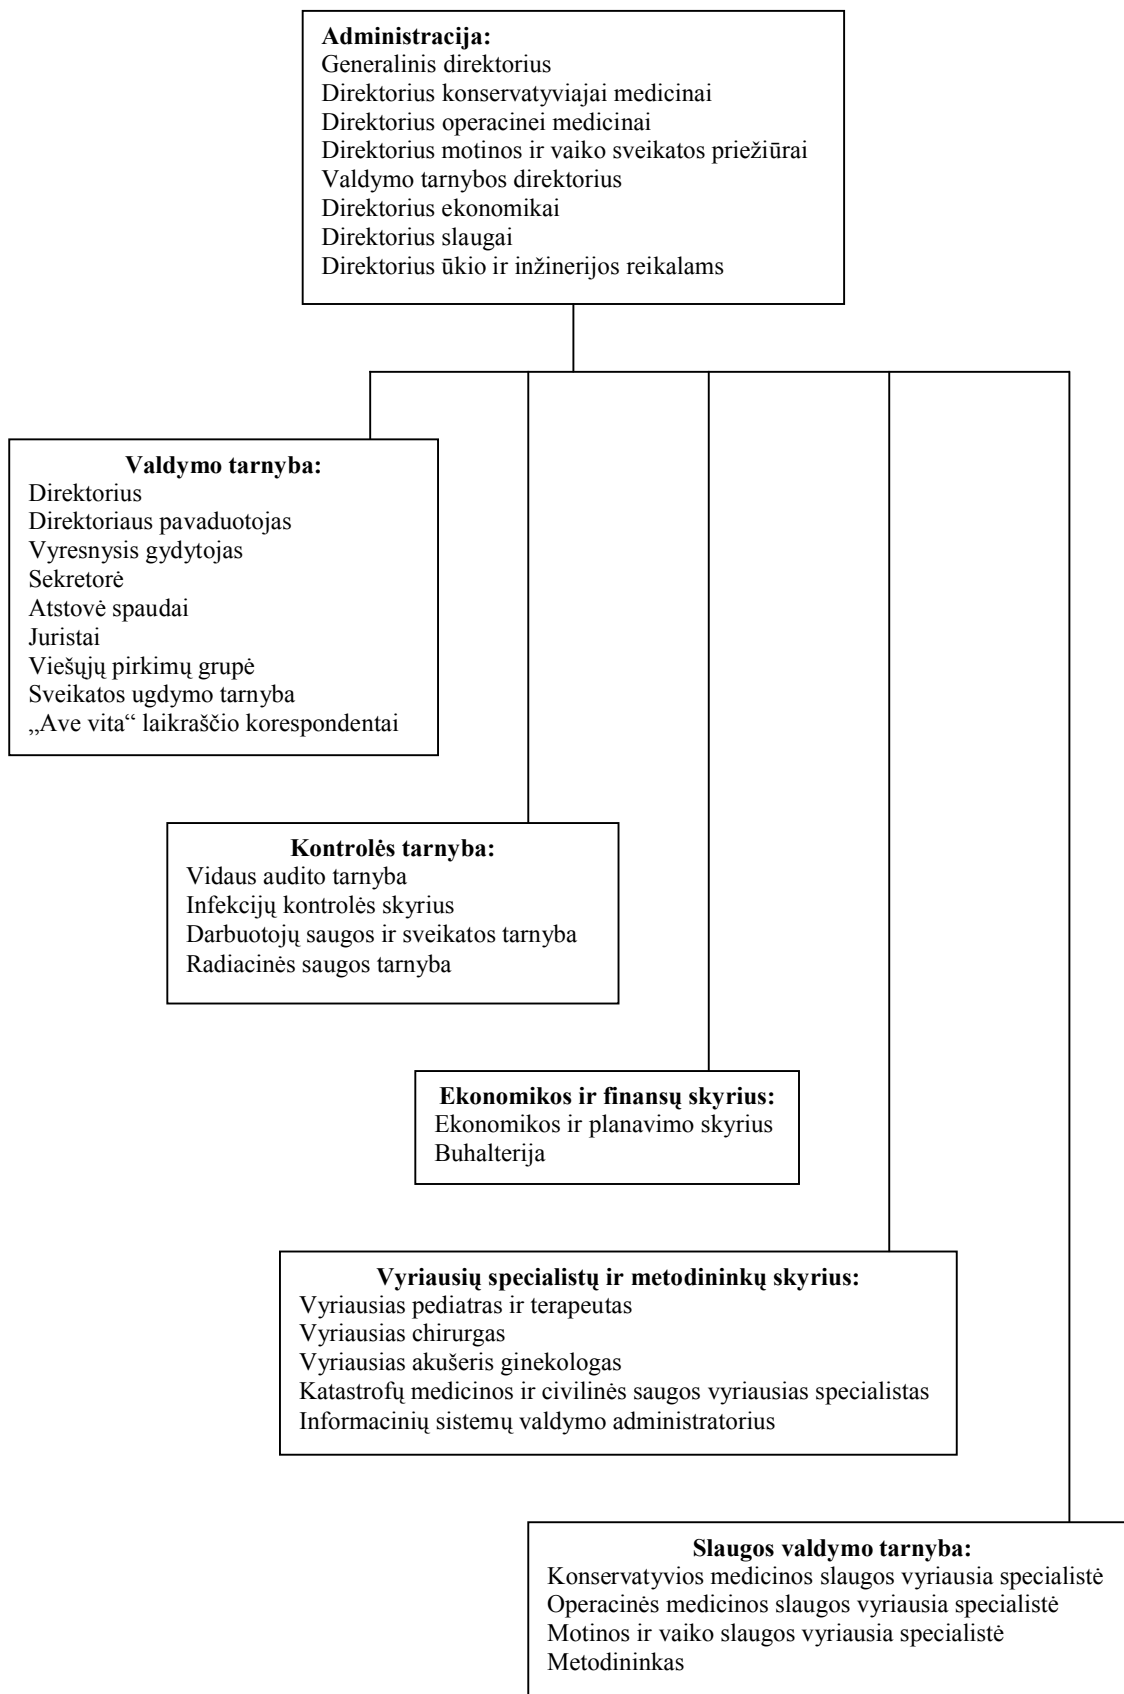 Administracija:
Generalinis direktorius
Direktorius konservatyviajai medicinai
Direktorius operacinei medicinai
Direktorius motinos ir vaiko sveikatos priežiūrai
Valdymo tarnybos direktorius
Direktorius ekonomikai
Direktorius slaugai
Direktorius ūkio ir inžinerijos reikalams
Valdymo tarnyba:
Direktorius
Direktoriaus pavaduotojas
Vyresnysis gydytojas
Sekretorė
Atstovė spaudai
Juristai
Viešųjų pirkimų grupė
Sveikatos ugdymo tarnyba
„Ave vita“ laikraščio korespondentai
Kontrolės tarnyba:
Vidaus audito tarnyba
Infekcijų kontrolės skyrius
Darbuotojų saugos ir sveikatos tarnyba
Radiacinės saugos tarnyba
Ekonomikos ir finansų skyrius:
Ekonomikos ir planavimo skyrius
Buhalterija
Vyriausių specialistų ir metodininkų skyrius:
Vyriausias pediatras ir terapeutas
Vyriausias chirurgas
Vyriausias akušeris ginekologas
Katastrofų medicinos ir civilinės saugos vyriausias specialistas
Informacinių sistemų valdymo administratorius
Slaugos valdymo tarnyba:
Konservatyvios medicinos slaugos vyriausia specialistė
Operacinės medicinos slaugos vyriausia specialistė
Motinos ir vaiko slaugos vyriausia specialistė
Metodininkas